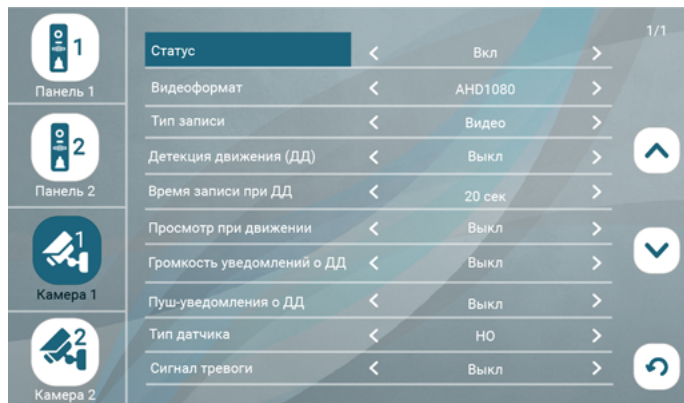 1/1
1
Панель 1
2
Панель 2
1
Камера 1
2
Камера 2
Статус Вкл
Видеоформат AHD1080
Тип записи Видео
Детекция движения (ДД) Выкл
Время записи при ДД 20 сек
Просмотр при движении Выкл
Громкость уведомлений о ДД Выкл
Пуш-уведомления о ДД Выкл
Тип датчика НО
Сигнал тревоги Выкл